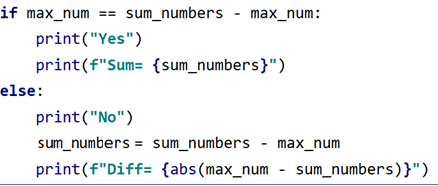 if max_num == sum_numbers - max_num:
    print("Yes")
    print(f"Sum= {sum_numbers}")
else:
    print("No")
    sum_numbers = sum_numbers - max_num
    print(f"Diff= {abs(max_num - sum_numbers)}")